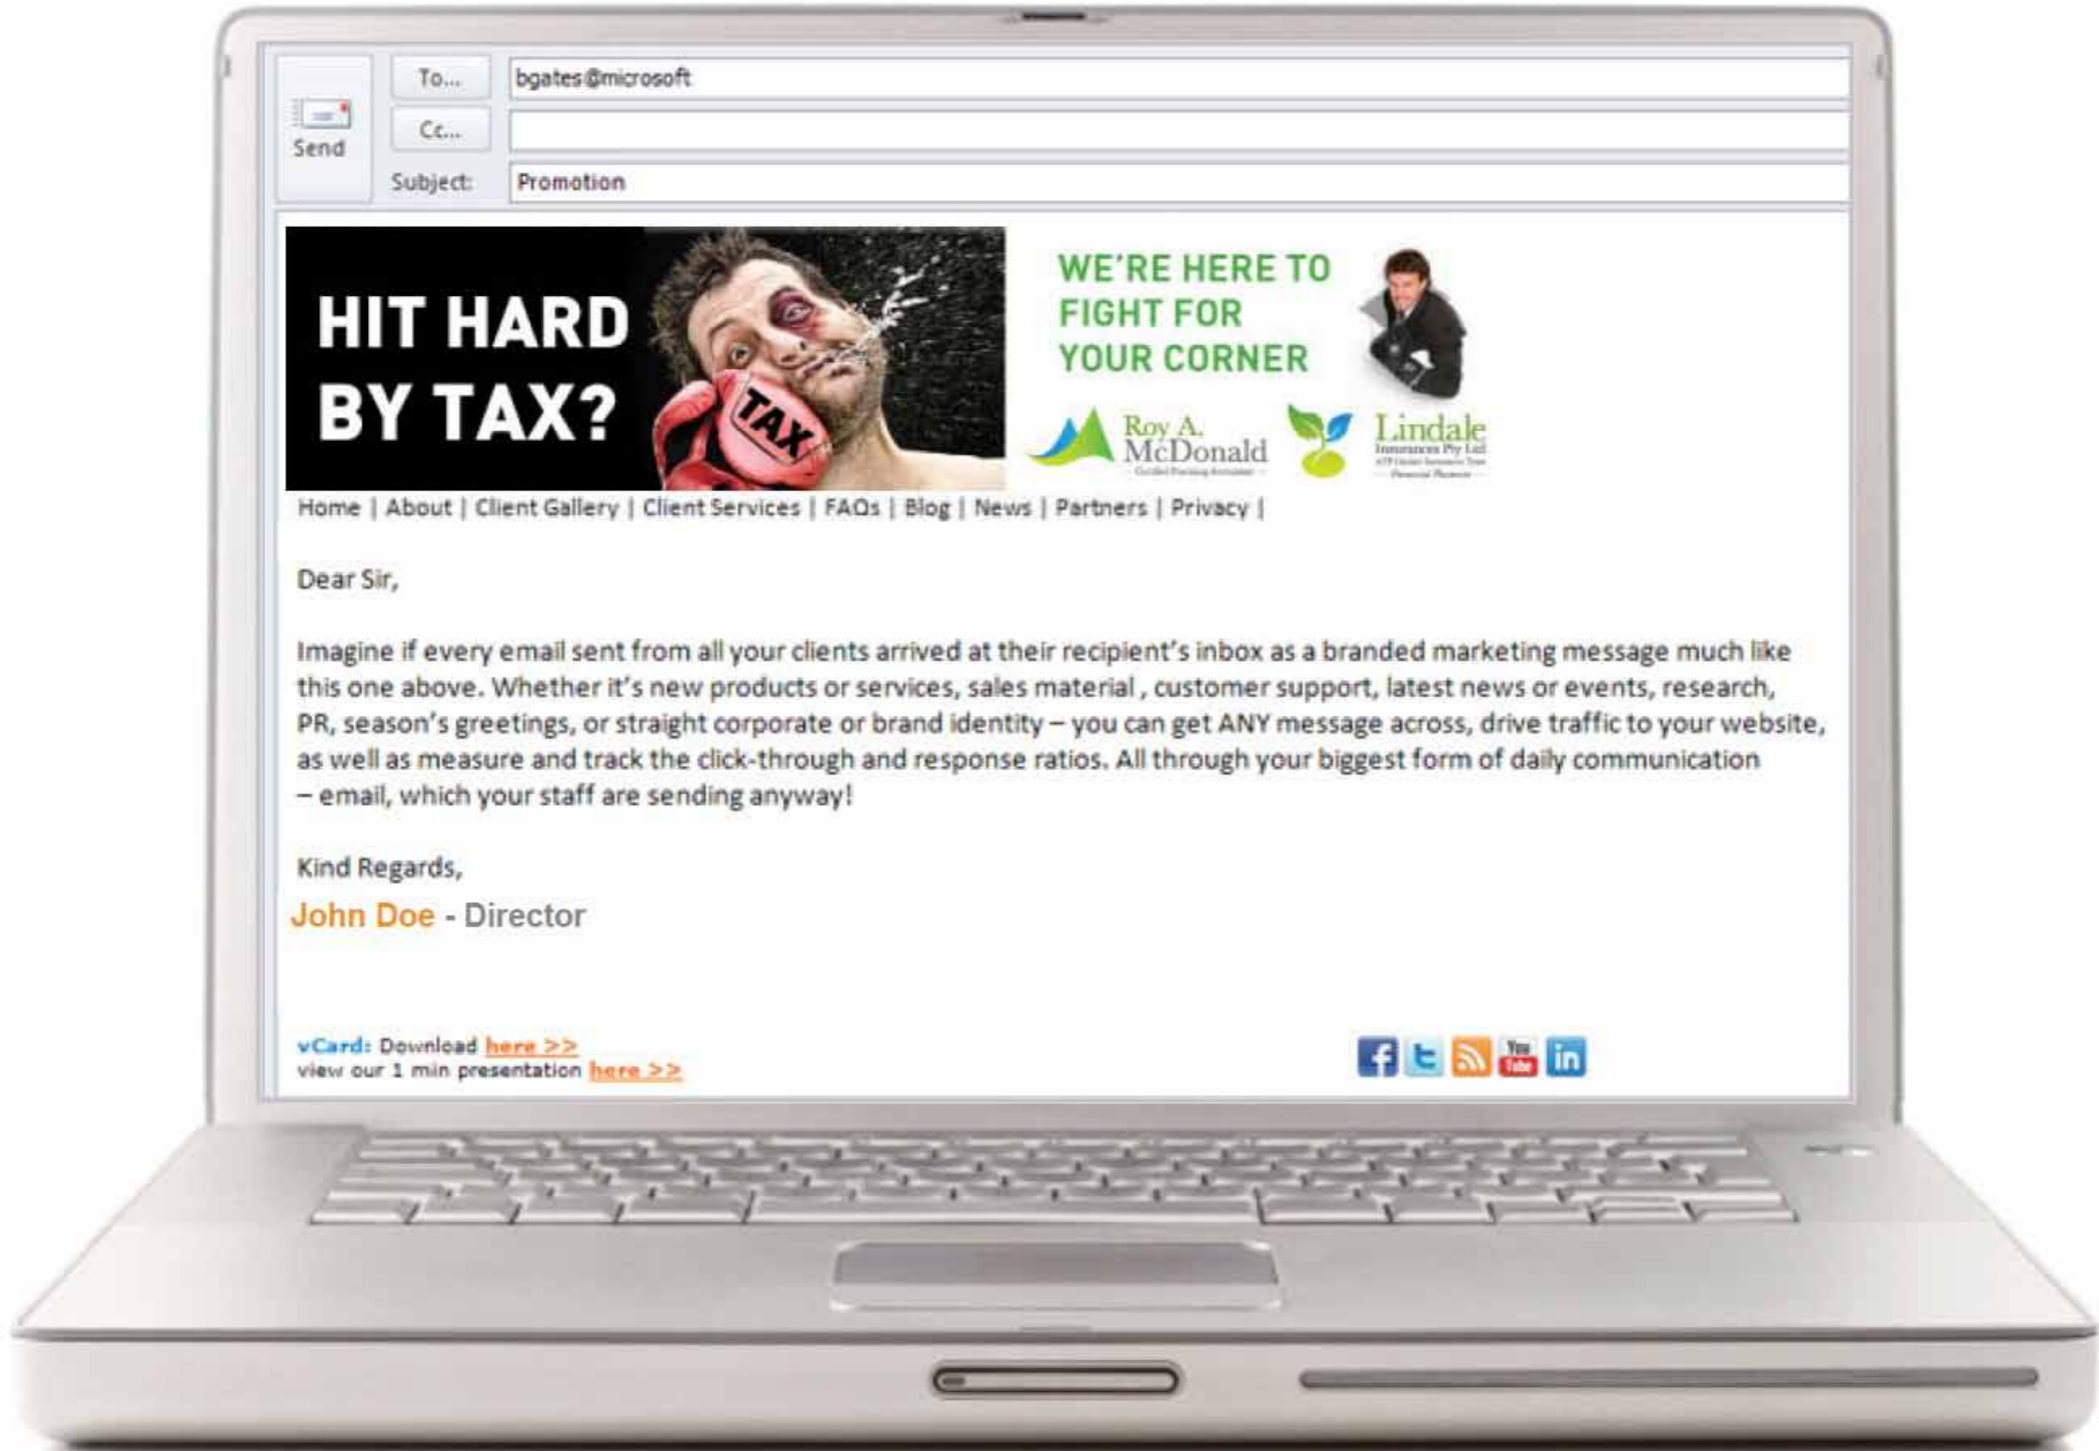 To...
bgates@microsoft
Send
Cc...
Subject:
Promotion
HIT HARD
BY TAX?
TAX
WE'RE HERE TO
FIGHT FOR
YOUR CORNER
Roy A.
McDonald
Lindale
Insurances Pty Ltd
Home | About | Client Gallery | Client Services | FAQs | Blog | News | Partners | Privacy |
Dear Sir,
Imagine if every email sent from all your clients arrived at their recipient's inbox as a branded marketing message much like
this one above. Whether it's new products or services, sales material , customer support, latest news or events, research,
PR, season's greetings, or straight corporate or brand identity – you can get ANY message across, drive traffic to your website,
as well as measure and track the click-through and response ratios. All through your biggest form of daily communication
– email, which your staff are sending anyway!
Kind Regards,
John Doe - Director
vCard: Download here >>
view our 1 min presentation here >>
f t You Tube in